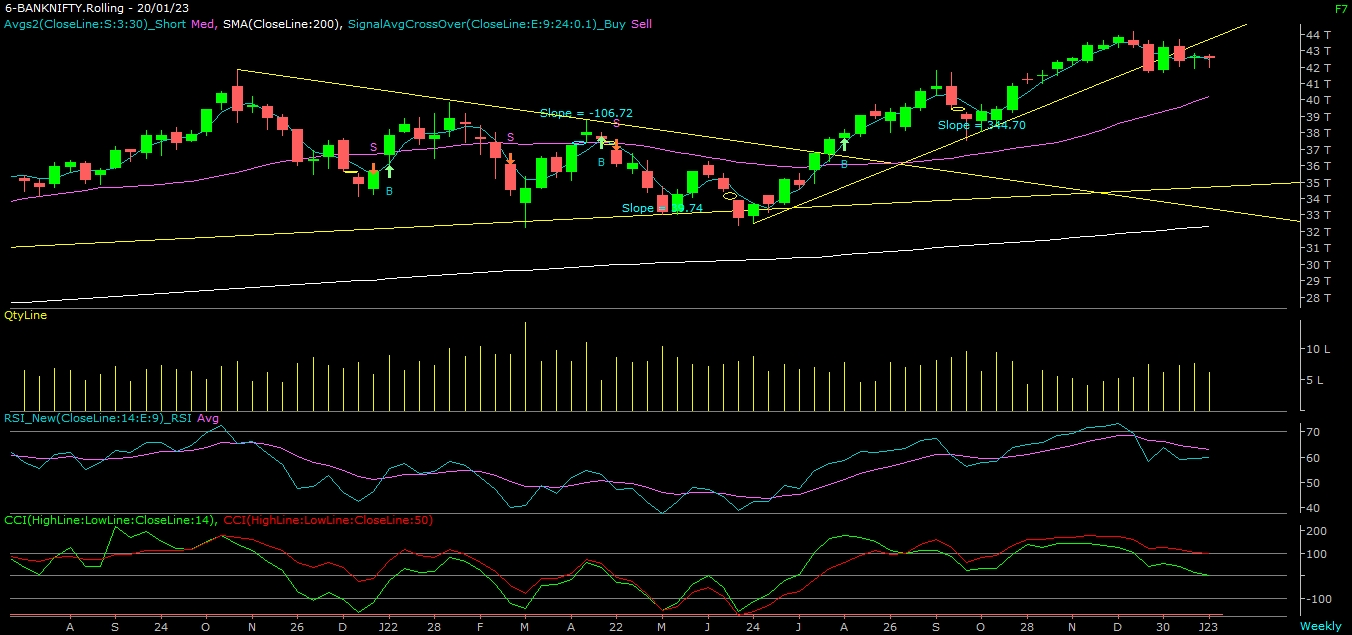 6-BANKNIFTY.Rolling - 20/01/23
F7
Avgs2(CloseLine:S:3:30)_Short Med, SMA(CloseLine:200), SignalAvgCrossOver(CloseLine:E:9:24:0.1)_Buy Sell
44 T
43 T
42 T
41 T
40 T
39 T
38 T
37 T
36 T
35 T
34 T
33 T
32 T
31 T
30 T
29 T
28 T
Slope = -106.72
S
S
S
B
B
B
Slope = 344.70
QtyLine
10 L
5 L
RSI_New(CloseLine:14:E:9)_RSI Avg
70
60
50
40
CCI(HighLine:LowLine:CloseLine:14), CCI(HighLine:LowLine:CloseLine:50)
200
100
-100
A S 24 O N 26 D J22 28 F M A 22 M J 24 J A 26 S O 28 N D 30 J23
Weekly